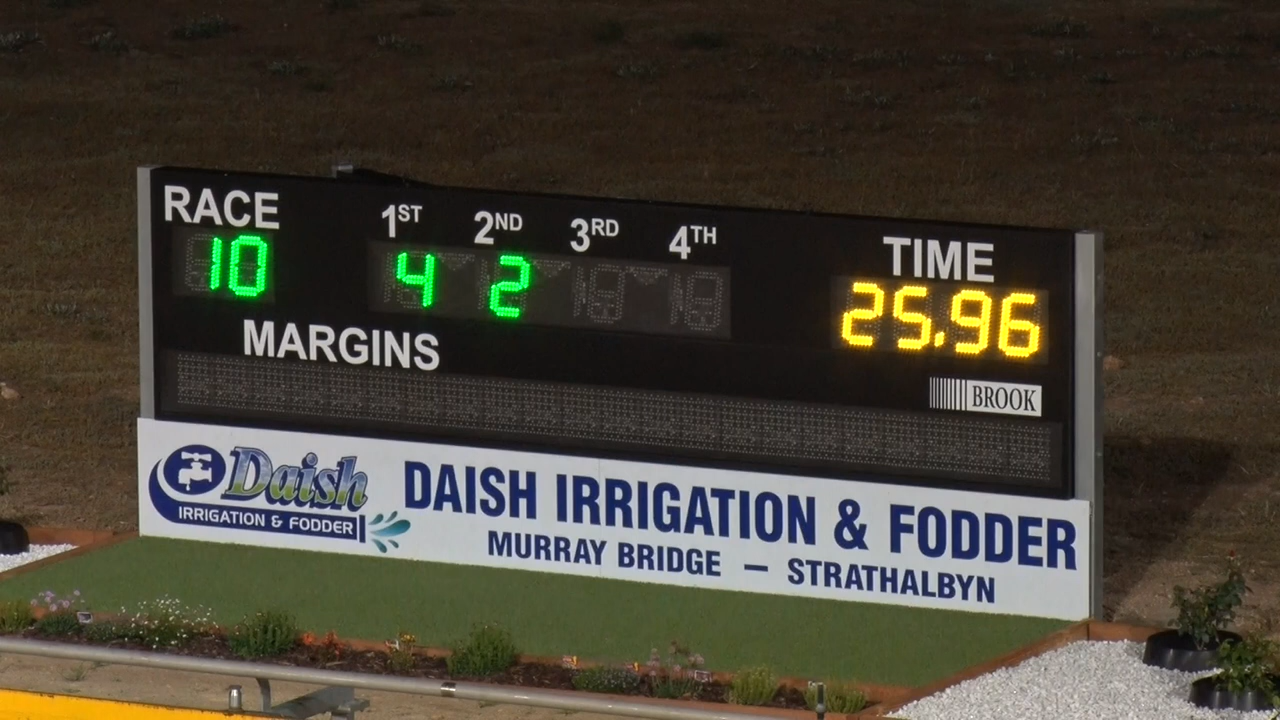 RACE 1ST 2ND 3RD 4TH TIME
10 4 2 25.96
MARGINS
BROOK
Daish
IRRIGATION & FODDER
DAISH IRRIGATION & FODDER
MURRAY BRIDGE — STRATHALBYN